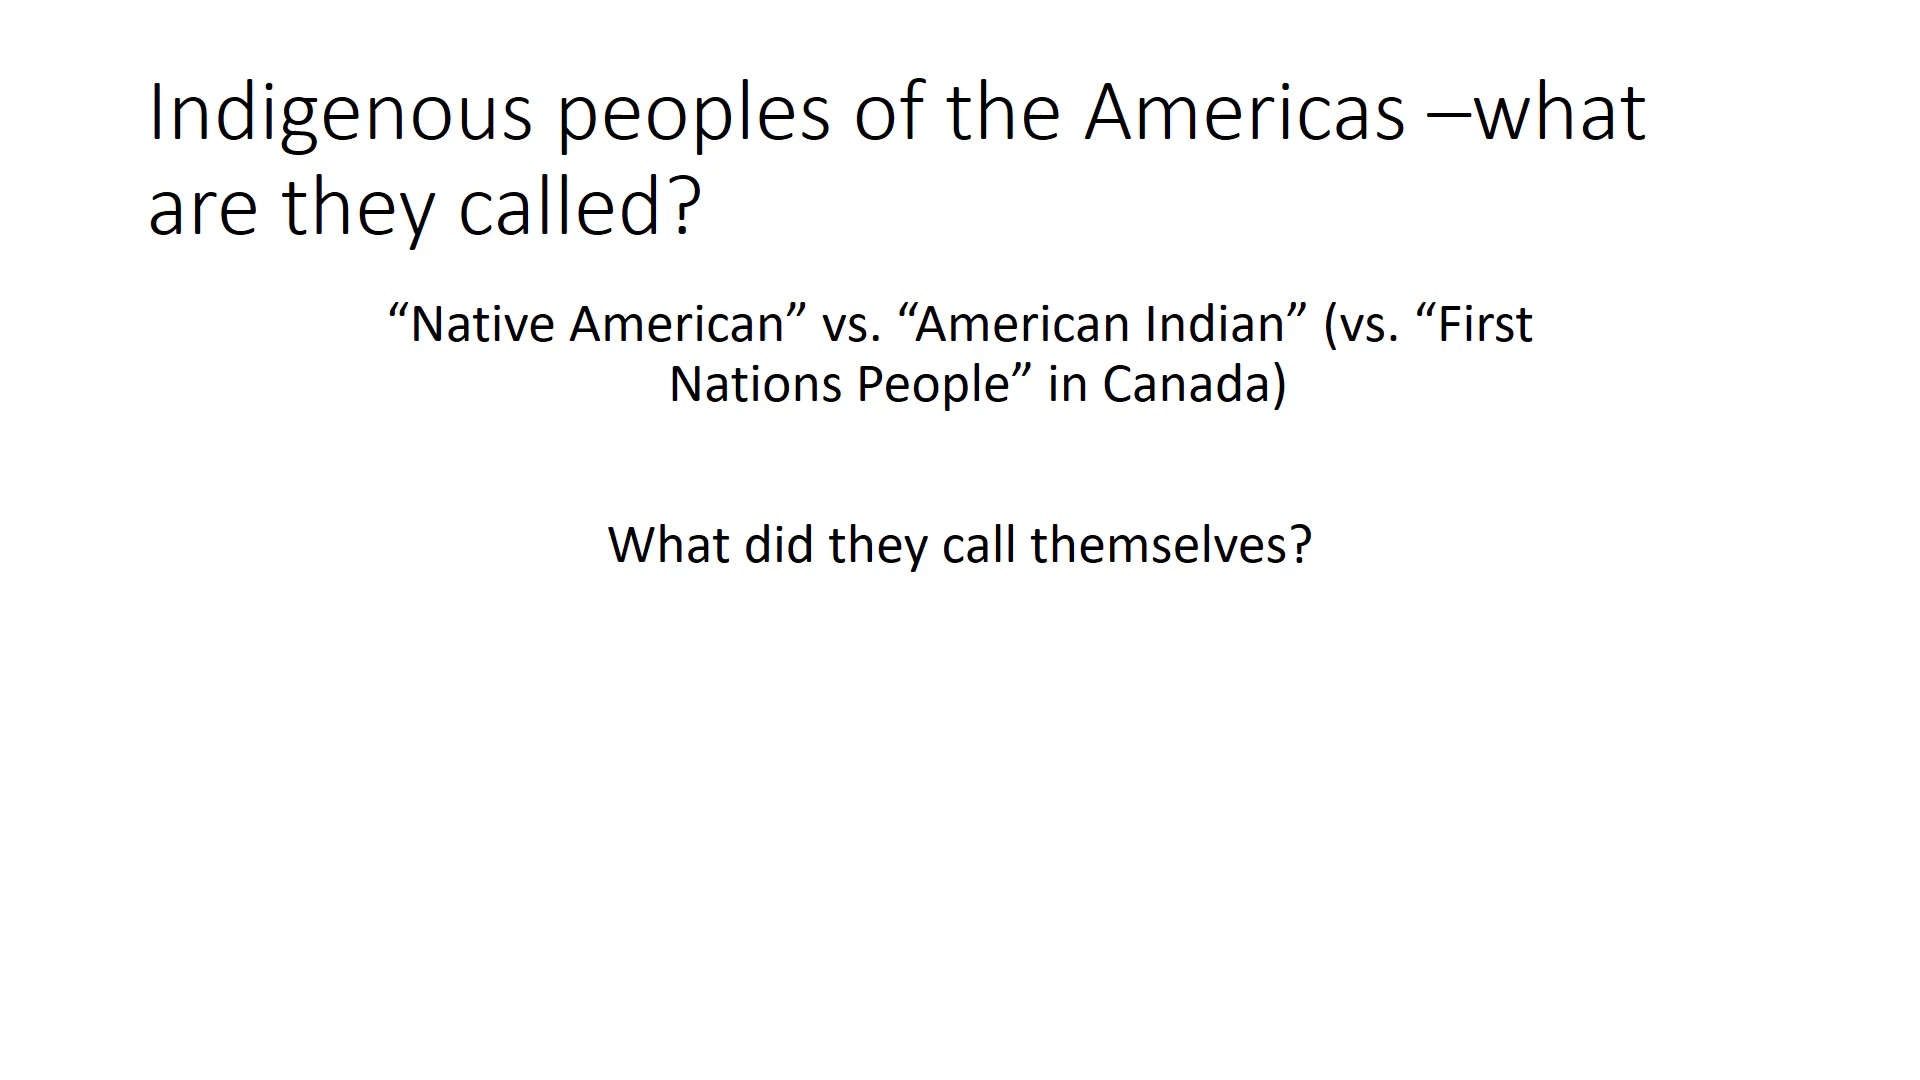 Indigenous peoples of the Americas –what
are they called?
“Native American” vs. “American Indian” (vs. “First
Nations People” in Canada)
What did they call themselves?